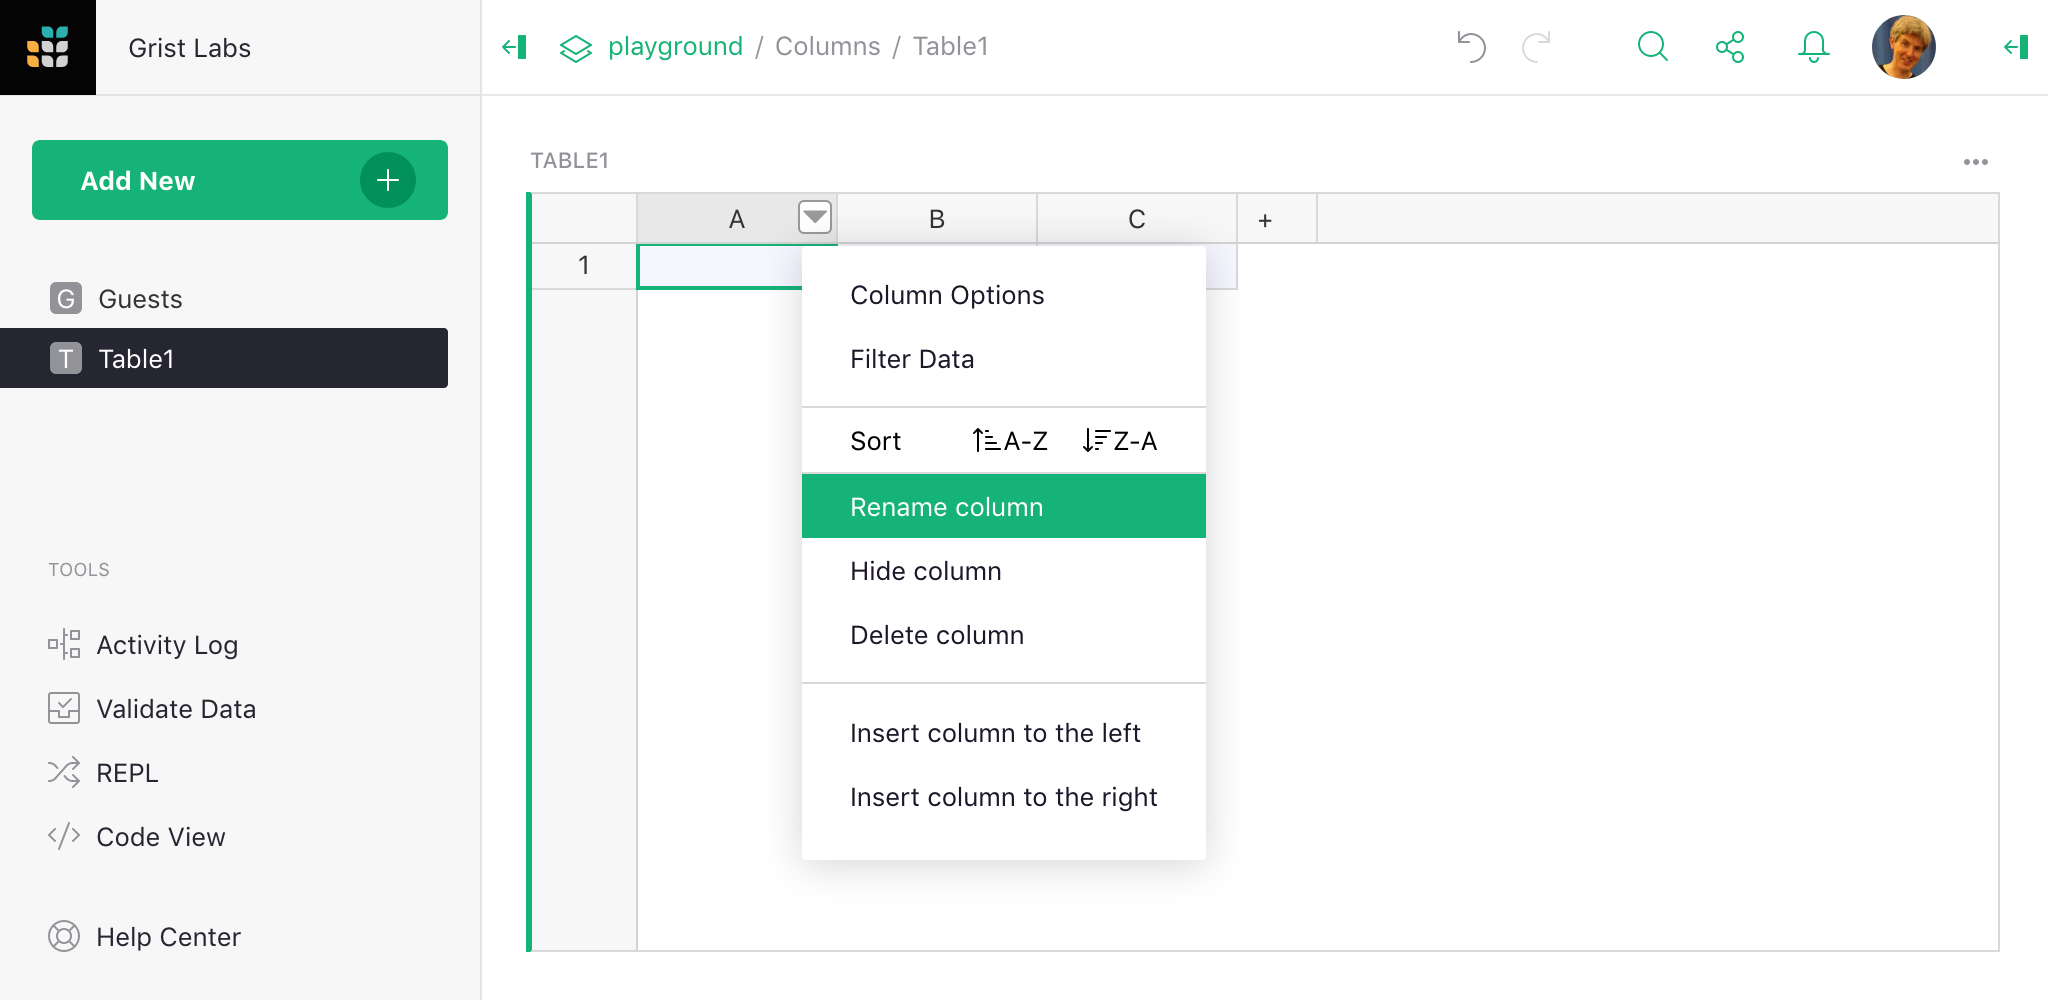 Grist Labs
playground / Columns / Table1
Add New
G Guests
T Table1
TOOLS
Activity Log
Validate Data
REPL
Code View
Help Center
TABLE1
A B C +
1
Column Options
Filter Data
Sort A-Z Z-A
Rename column
Hide column
Delete column
Insert column to the left
Insert column to the right